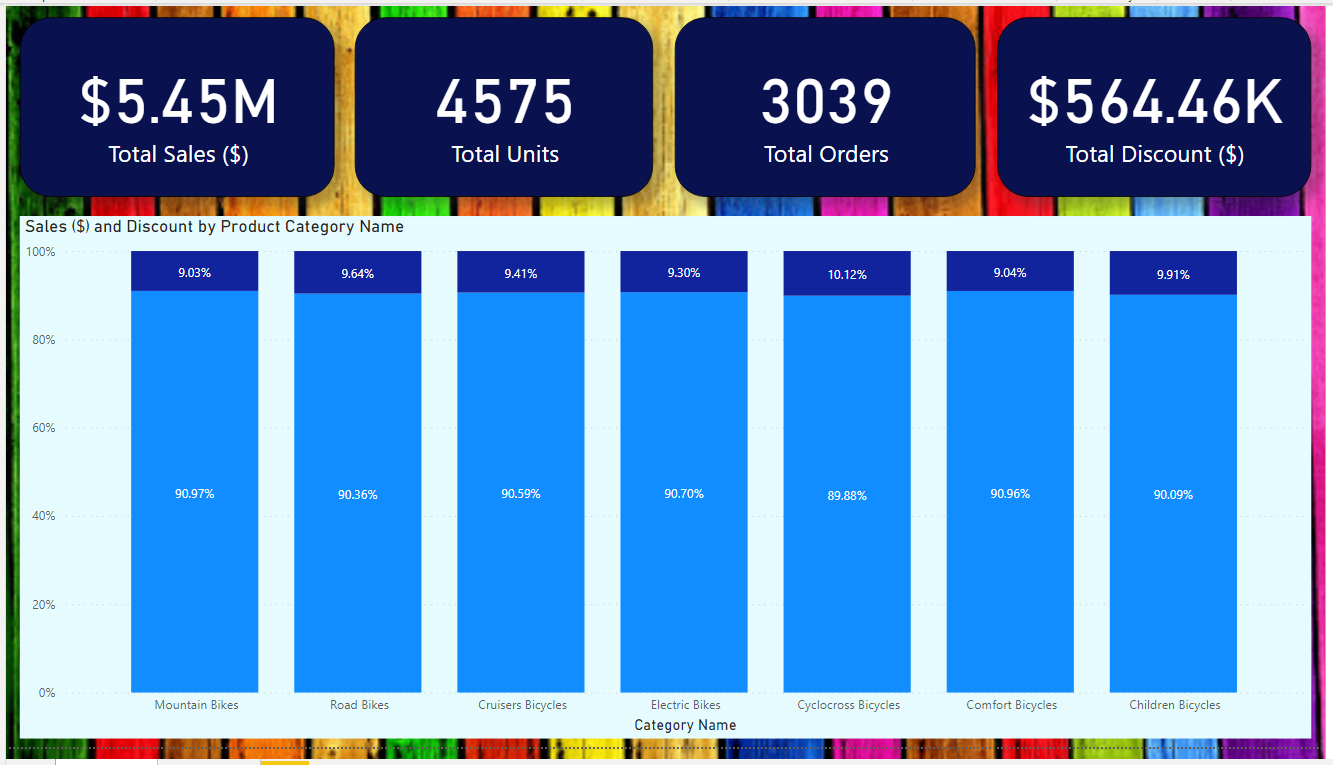 $5.45M
Total Sales ($)
4575
Total Units
3039
Total Orders
$564.46K
Total Discount ($)
Sales ($) and Discount by Product Category Name
100%
80%
60%
40%
20%
0%
9.03% 9.64% 9.41% 9.30% 10.12% 9.04% 9.91%
90.97% 90.36% 90.59% 90.70% 89.88% 90.96% 90.09%
Mountain Bikes Road Bikes Cruisers Bicycles Electric Bikes Cyclocross Bicycles Comfort Bicycles Children Bicycles
Category Name